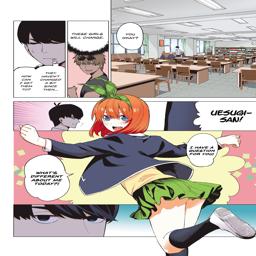 YOU
OKAY?
THESE GIRLS
WILL CHANGE.
THEY
HAVEN'T
CHANGED
A BIT
SINCE
THEN...
HOW
CAN I
GET
THEM
TO?
UESUGI-
SAN!
I HAVE A
QUESTION
FOR YOU!
WHAT'S
DIFFERENT
ABOUT ME
TODAY?!